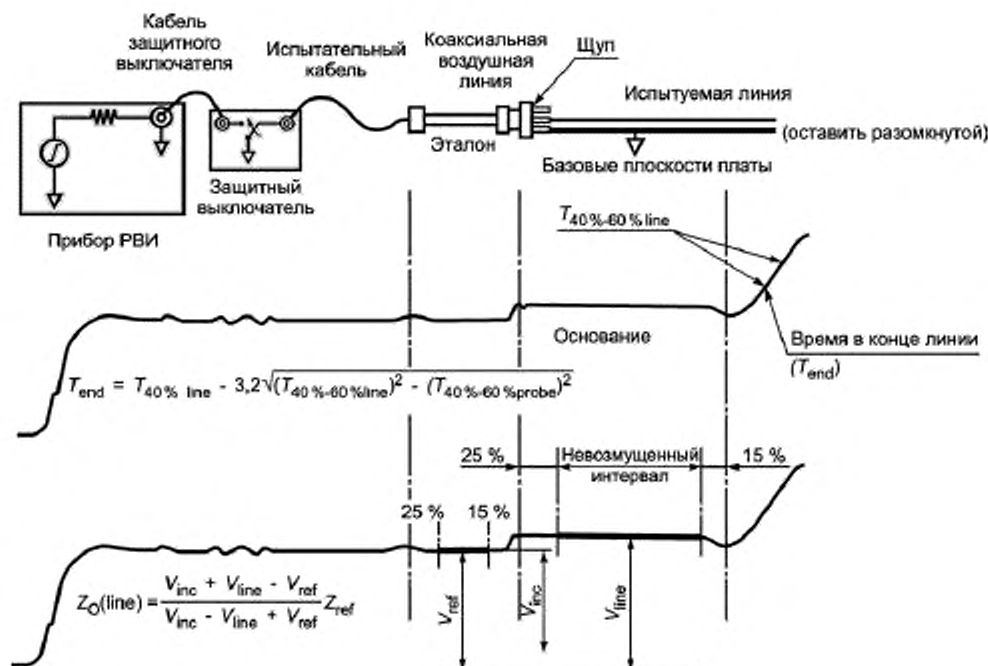 Кабель
защитного
выключателя
Испытательный
кабель
Коаксиальная
воздушная
линия
Щуп
Испытуемая линия
(оставить разомкнутой)
Эталон
Базовые плоскости платы
Защитный
выключатель
Прибор РВИ
T40 %-60 % line
Основание
Время в конце линии
(Tend)
Tend = T40 % line - 3,2√(T40 %-60 %line)² - (T40 %-60 %probe)²
25 %
Невозмущенный
интервал
15 %
25 %
15 %
ZO(line) = (Vinc + Vline - Vref) / (Vinc - Vline + Vref) Zref
Vref
Vinc
Vline